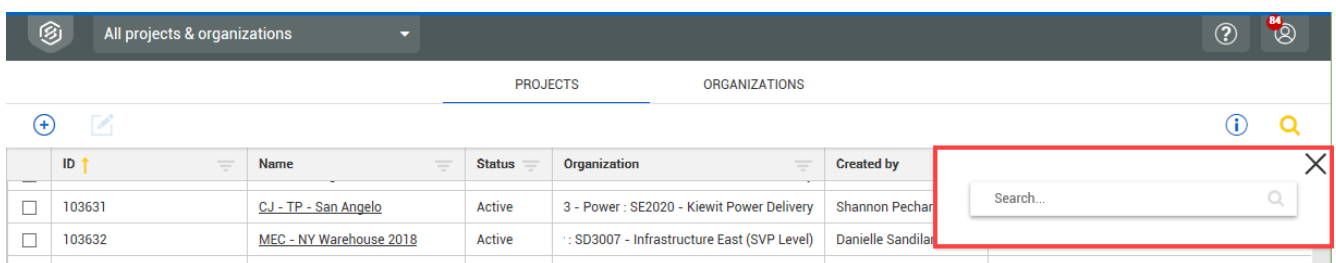 All projects & organizations
84
PROJECTS ORGANIZATIONS
ID Name Status Organization Created by
Search...
103631 CJ - TP - San Angelo Active 3 - Power : SE2020 - Kiewit Power Delivery Shannon Pechar
103632 MEC - NY Warehouse 2018 Active : SD3007 - Infrastructure East (SVP Level) Danielle Sandilar